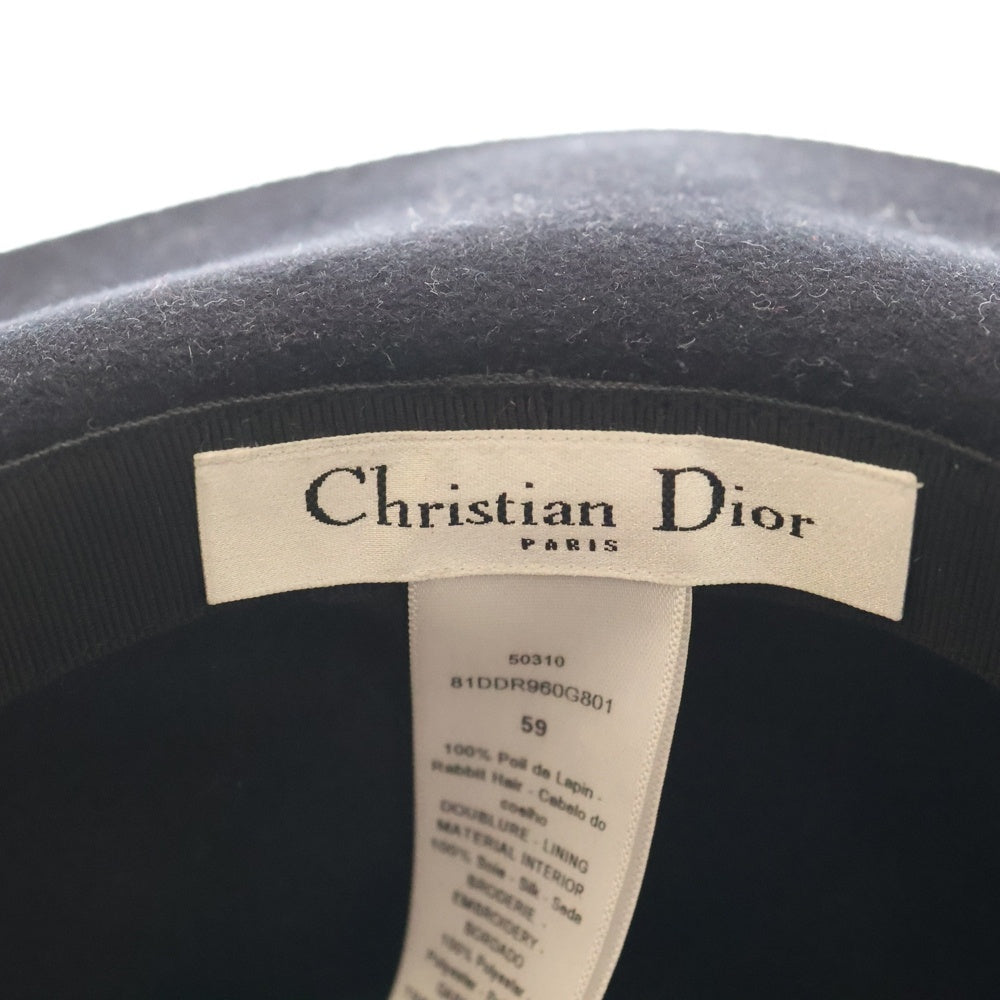 Christian Dior
PARIS
50310
81DDR960G801
59
100% Poil de Lapin -
Rabbit Hair - Cabelo do
coelho
DOUBLURE - LINING
MATERIAL INTERIOR
100% Soie - Silk - Seda
BRODERIE -
EMBROIDERY -
BORDADO
100% Polyester
Polyester -